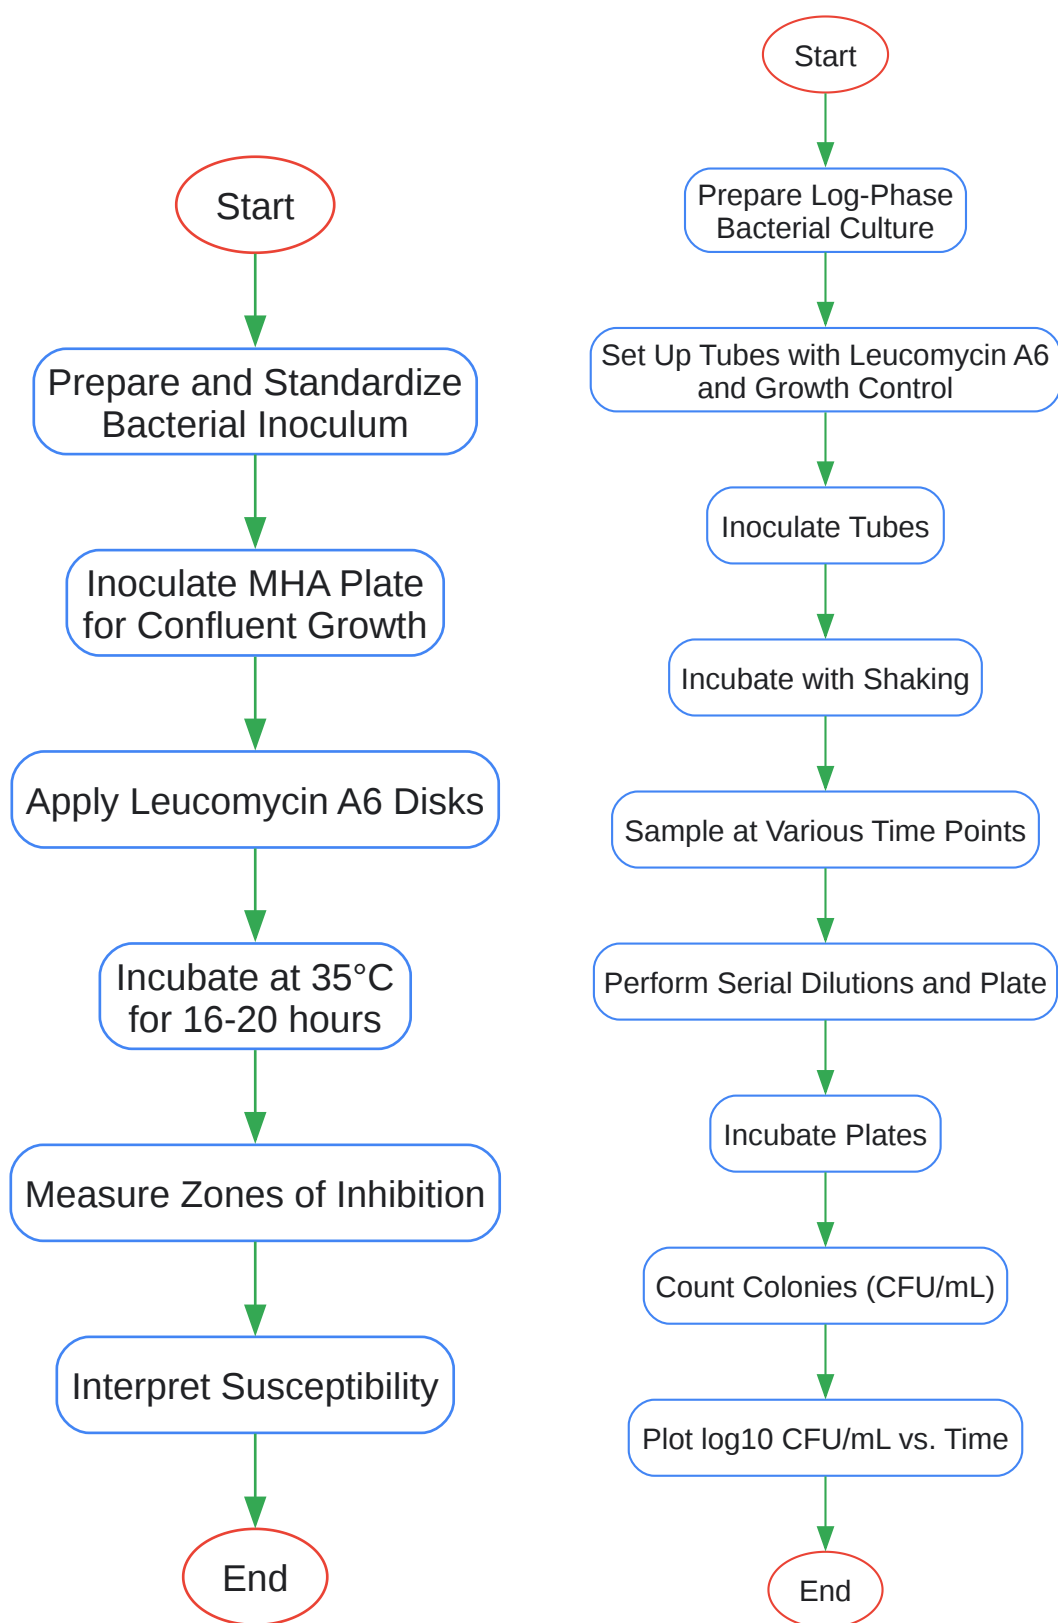 Start
Prepare and Standardize
Bacterial Inoculum
Inoculate MHA Plate
for Confluent Growth
Apply Leucomycin A6 Disks
Incubate at 35°C
for 16-20 hours
Measure Zones of Inhibition
Interpret Susceptibility
End
Start
Prepare Log-Phase
Bacterial Culture
Set Up Tubes with Leucomycin A6
and Growth Control
Inoculate Tubes
Incubate with Shaking
Sample at Various Time Points
Perform Serial Dilutions and Plate
Incubate Plates
Count Colonies (CFU/mL)
Plot log10 CFU/mL vs. Time
End